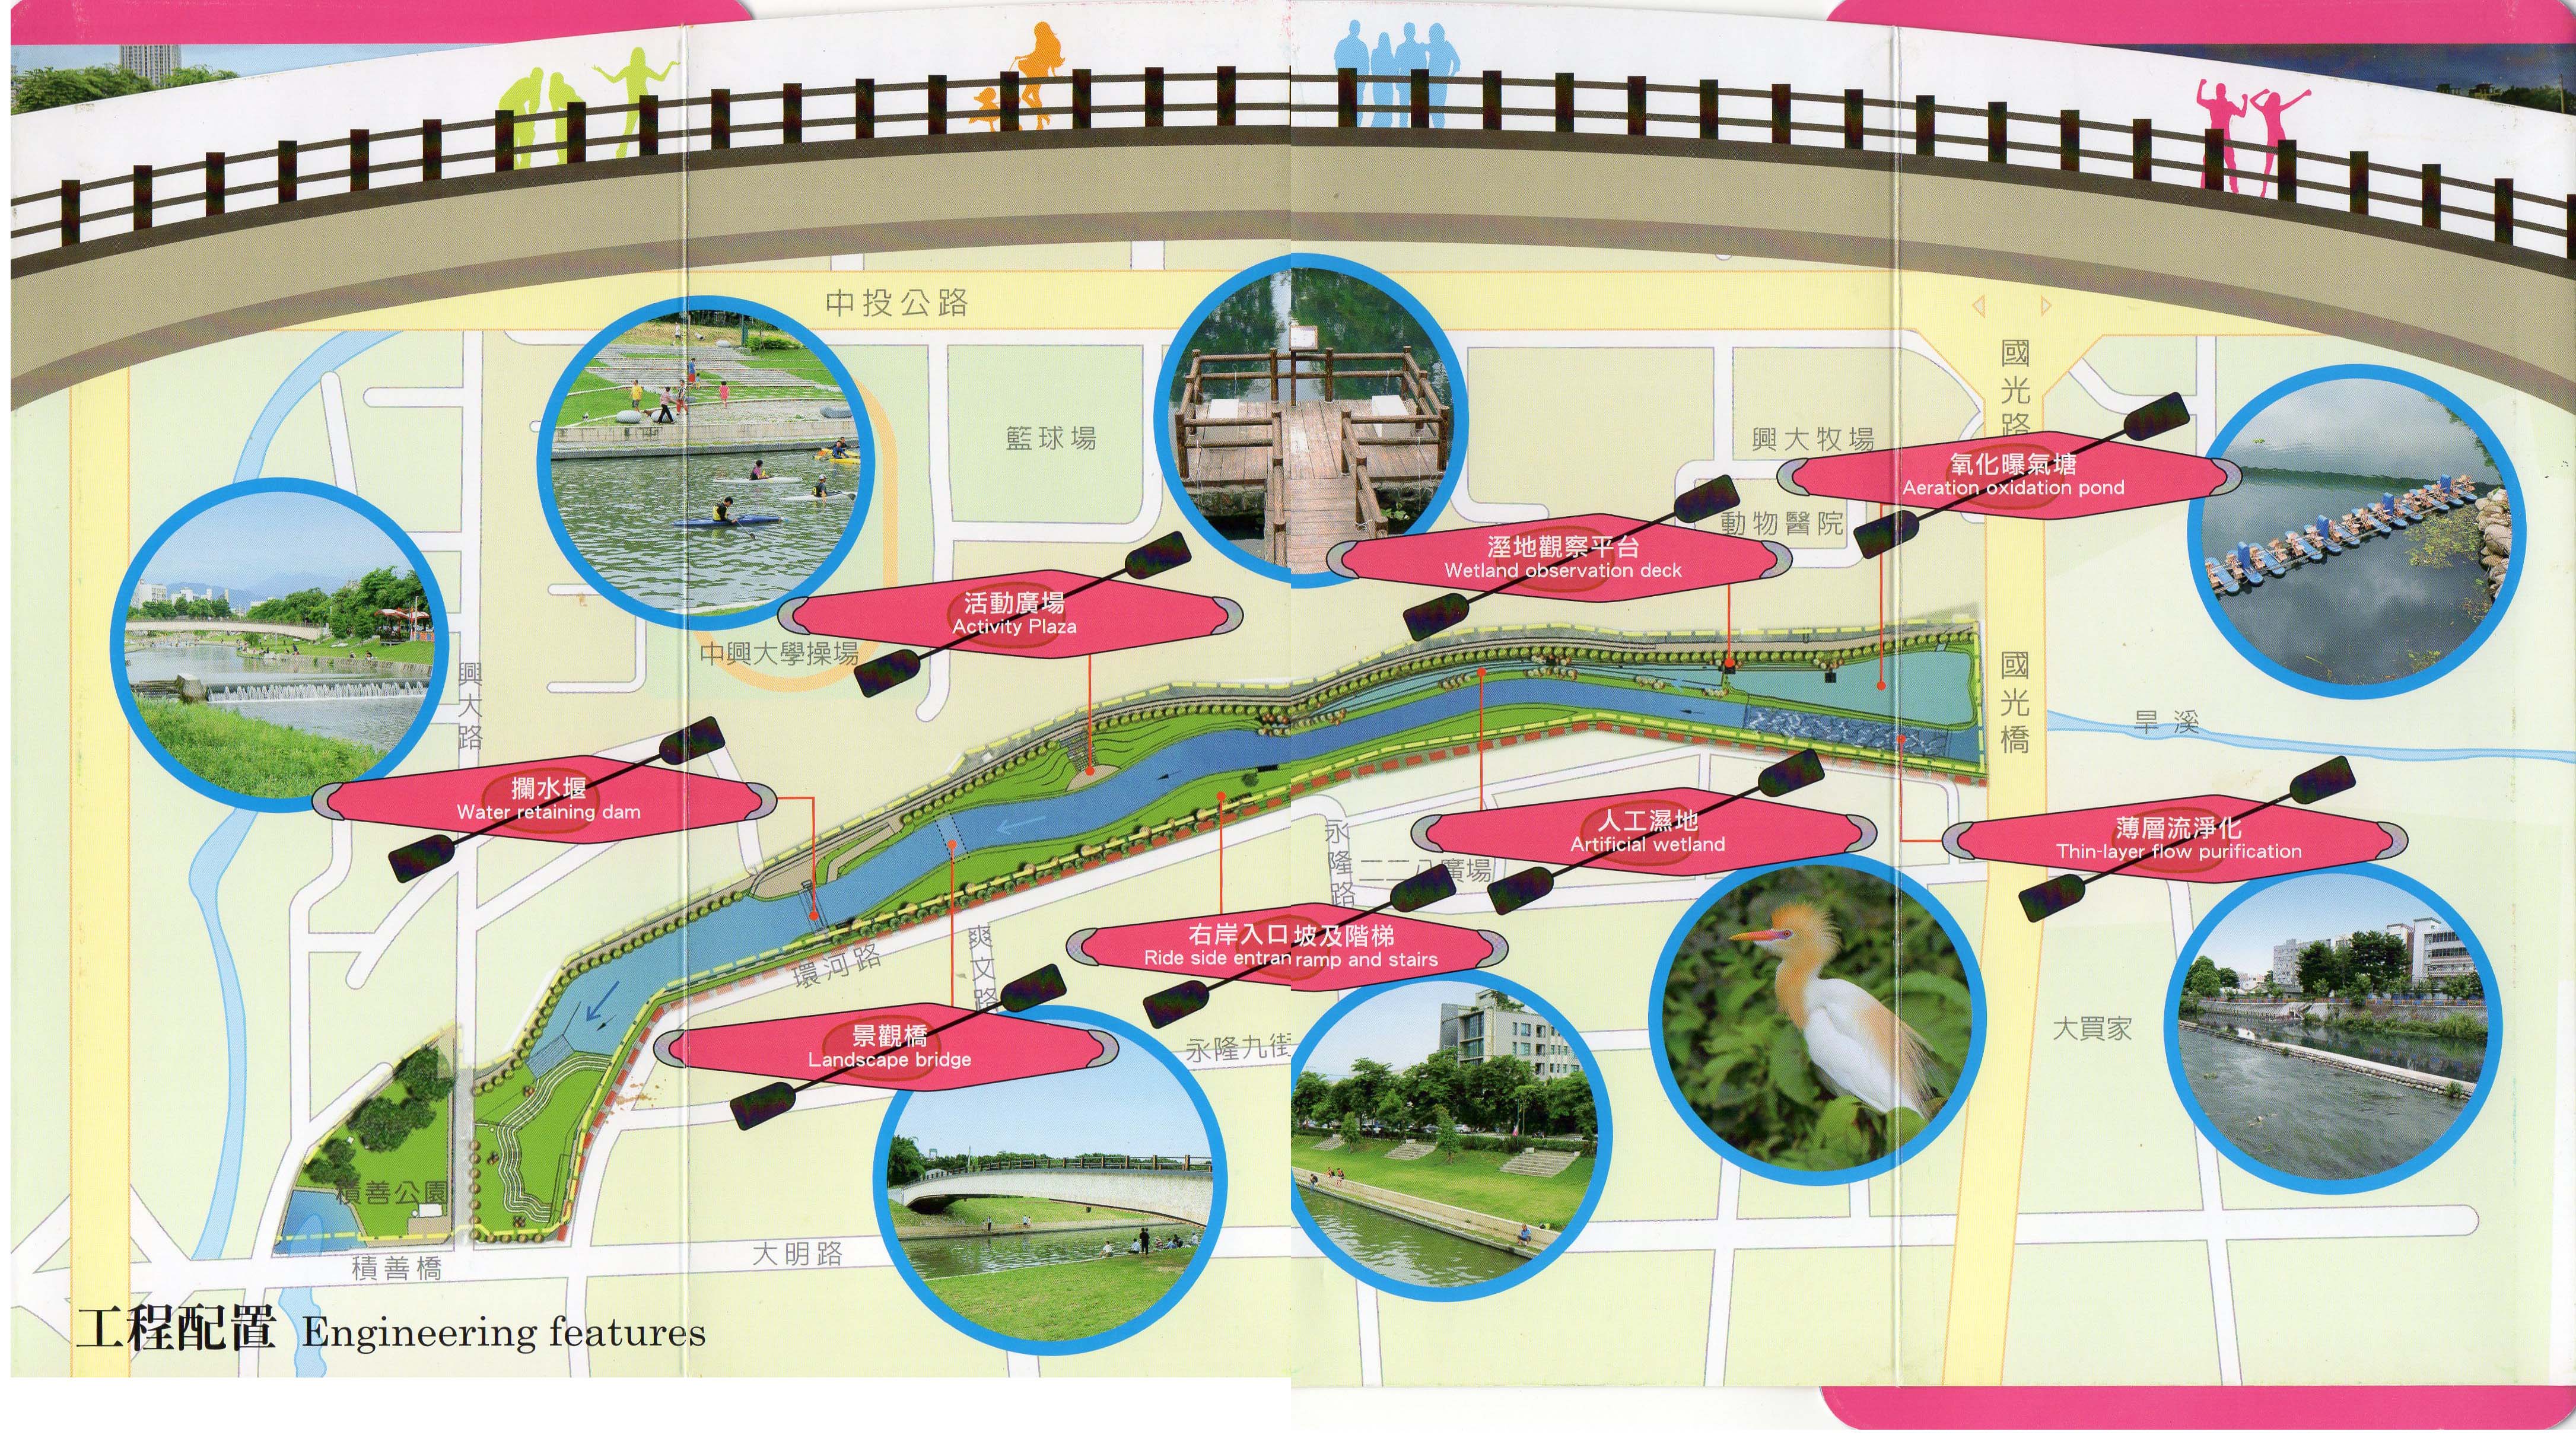 中投公路
國光路
籃球場
興大牧場
氧化曝氣塘
Aeration oxidation pond
動物醫院
溼地觀察平台
Wetland observation deck
活動廣場
Activity Plaza
中興大學操場
興大路
國光橋
旱溪
攔水堰
Water retaining dam
人工濕地
Artificial wetland
薄層流淨化
Thin-layer flow purification
永隆路
二二八廣場
右岸入口坡及階梯
Ride side entran ramp and stairs
環河路
爽文路
景觀橋
Landscape bridge
永隆九街
大買家
積善公園
大明路
積善橋
工程配置 Engineering features